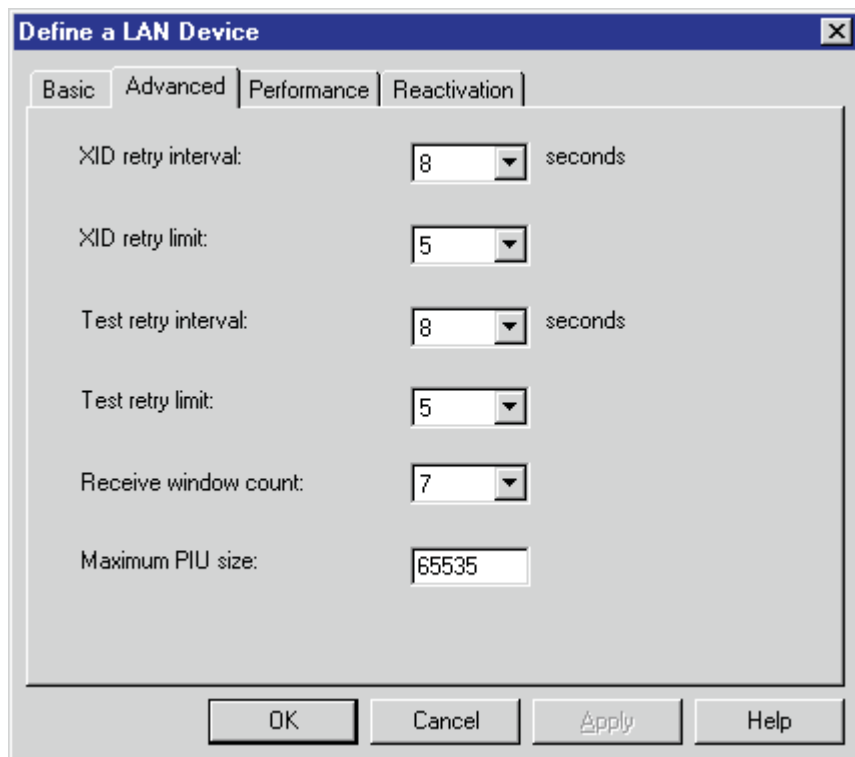 Define a LAN Device
Basic Advanced Performance Reactivation
XID retry interval: 8 seconds
XID retry limit: 5
Test retry interval: 8 seconds
Test retry limit: 5
Receive window count: 7
Maximum PIU size: 65535
OK Cancel Apply Help